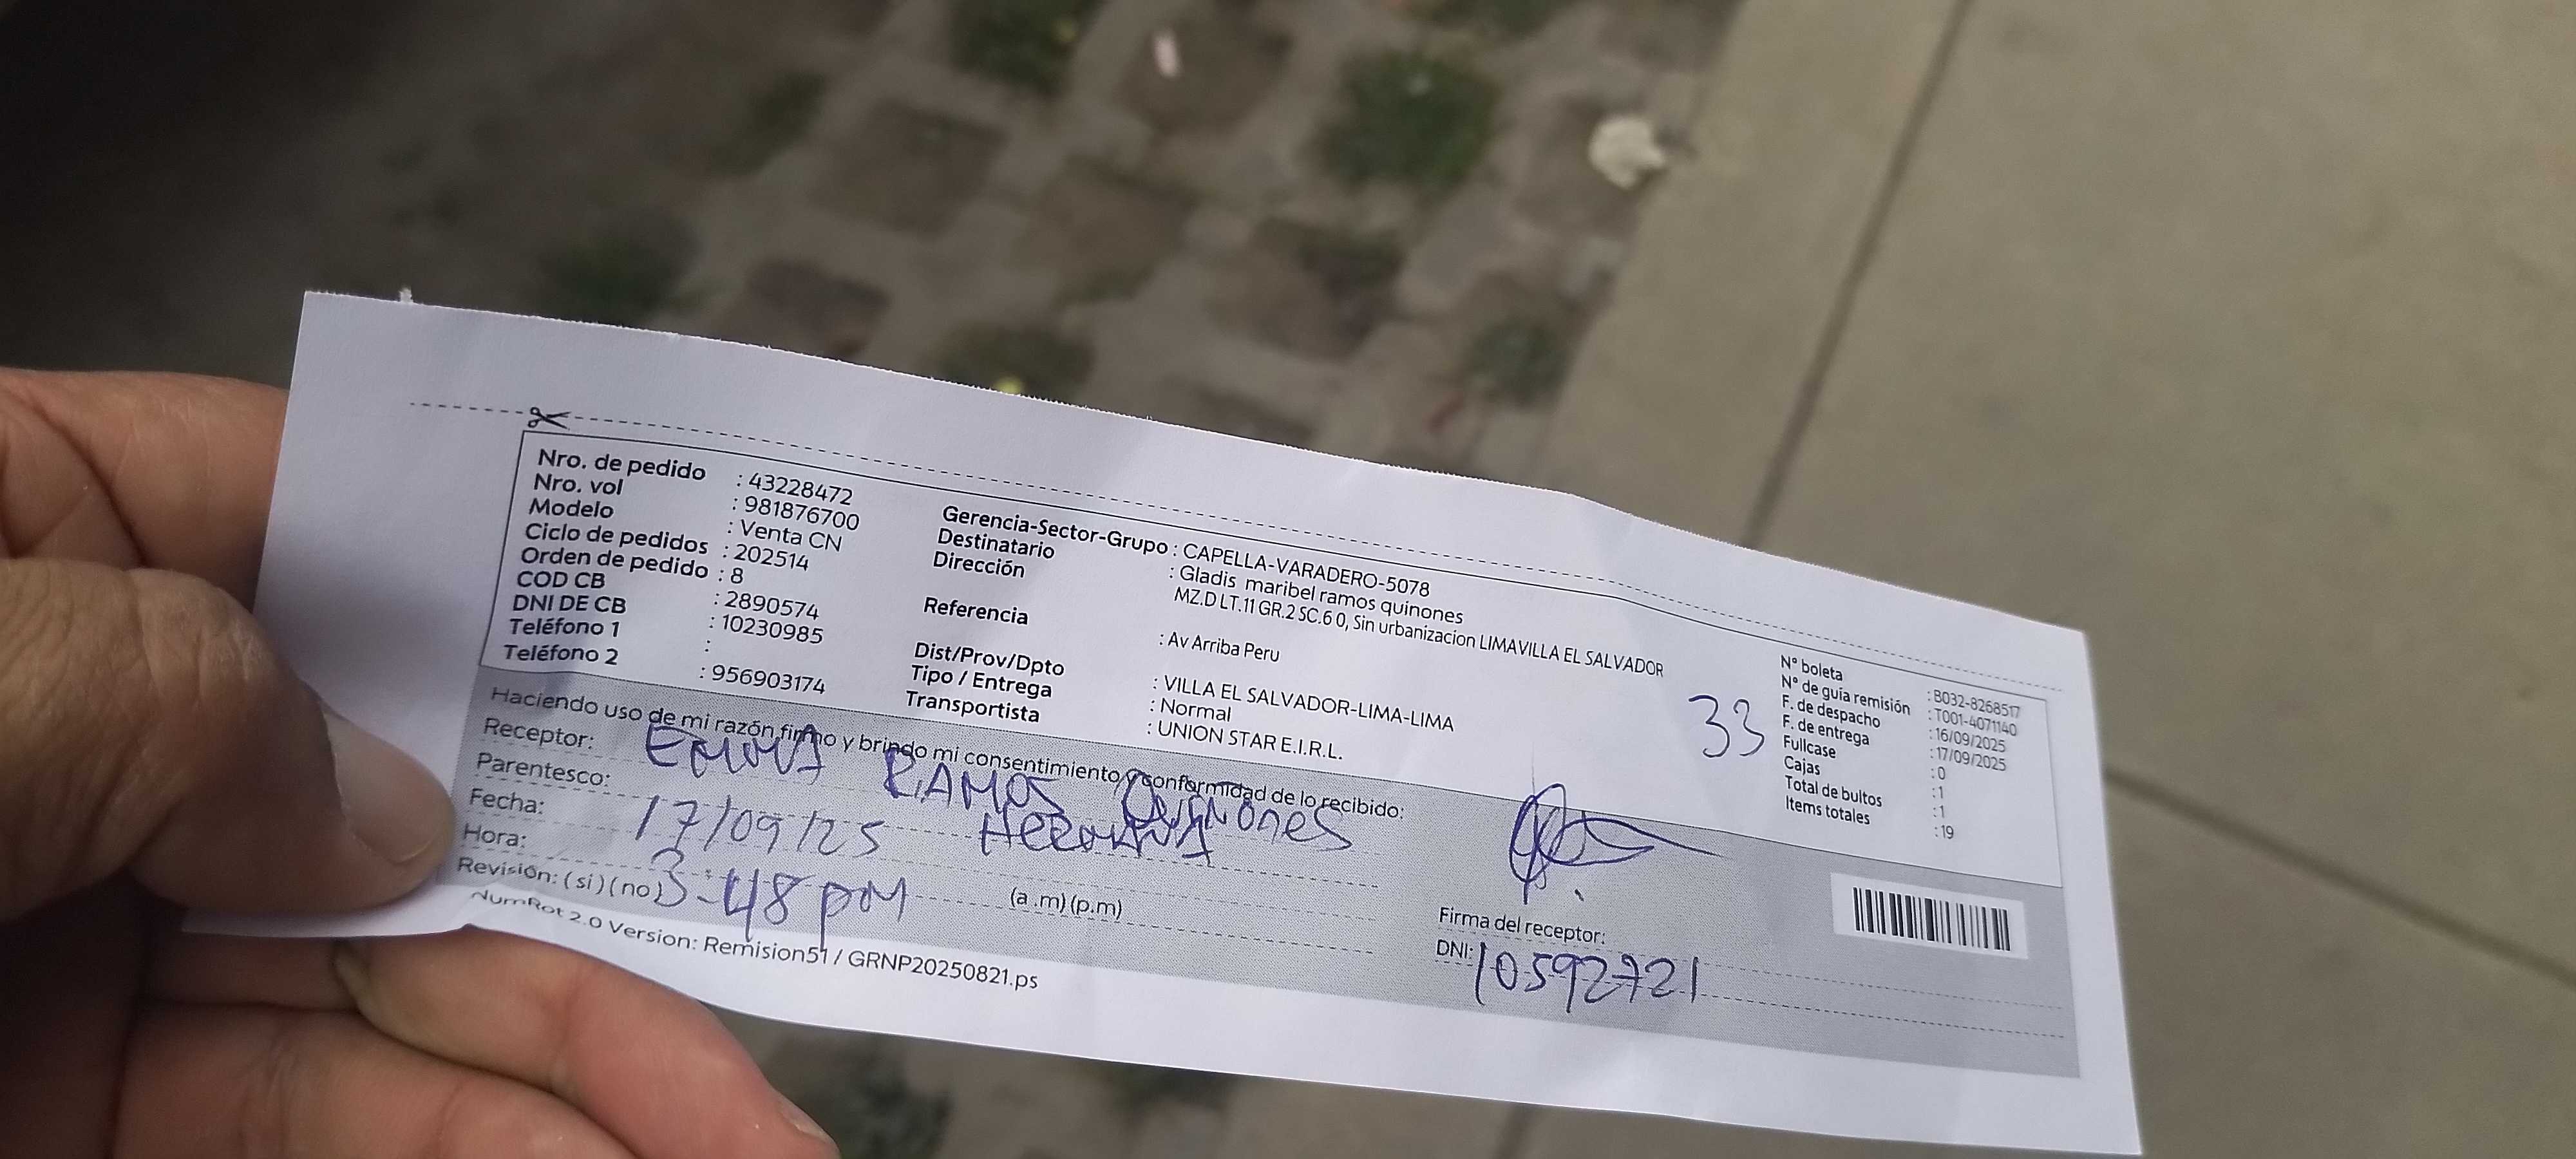 Nro. de pedido : 43228472
Nro. vol : 981876700
Modelo : Venta CN
Ciclo de pedidos : 202514
Orden de pedido : 8
COD CB : 2890574
DNI DE CB : 10230985
Teléfono 1 :
Teléfono 2 : 956903174
Gerencia-Sector-Grupo : CAPELLA-VARADERO-5078
Destinatario : Gladis maribel ramos quinones
Dirección : MZ.D LT.11 GR.2 SC.6 0, Sin urbanizacion LIMAVILLA EL SALVADOR
Referencia : Av Arriba Peru
Dist/Prov/Dpto : VILLA EL SALVADOR-LIMA-LIMA
Tipo / Entrega : Normal
Transportista : UNION STAR E.I.R.L.
33
N° boleta : B032-8268517
N° de guía remisión : T001-4071140
F. de despacho : 16/09/2025
F. de entrega : 17/09/2025
Fullcase : 0
Cajas : 1
Total de bultos : 1
Items totales : 19
Haciendo uso de mi razón firmo y brindo mi consentimiento y conformidad de lo recibido:
Receptor: EMMA RAMOS QUIÑONES
Parentesco: HERMANA
Fecha: 17/09/25
Hora: 3:48 pm (a .m) (p.m)
Revisión: (si) (no)
Firma del receptor:
DNI: 10592721
NumRot 2.0 Version: Remision51 / GRNP20250821.ps